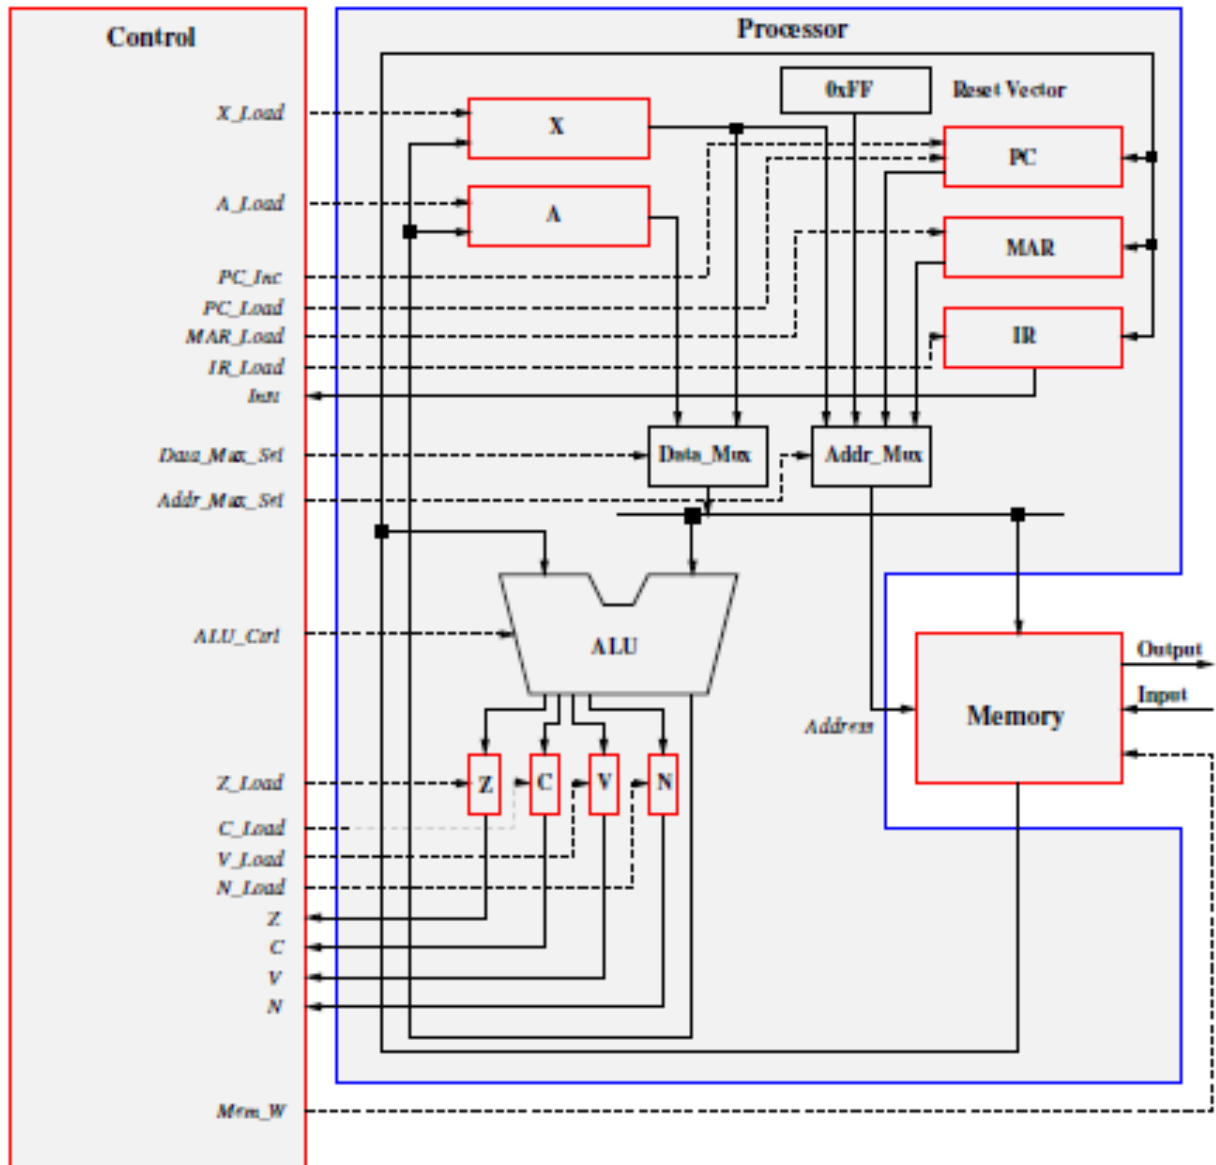 Control
Processor
0xFF
Reset Vector
X_Load
X
PC
A_Load
A
MAR
PC_Inc
PC_Load
MAR_Load
IR
IR_Load
Inst
Data_Mux_Sel
Data_Mux
Addr_Mux
Addr_Mux_Sel
ALU_Ctrl
ALU
Output
Input
Memory
Address
Z_Load
Z
C
V
N
C_Load
V_Load
N_Load
Z
C
V
N
Mem_W